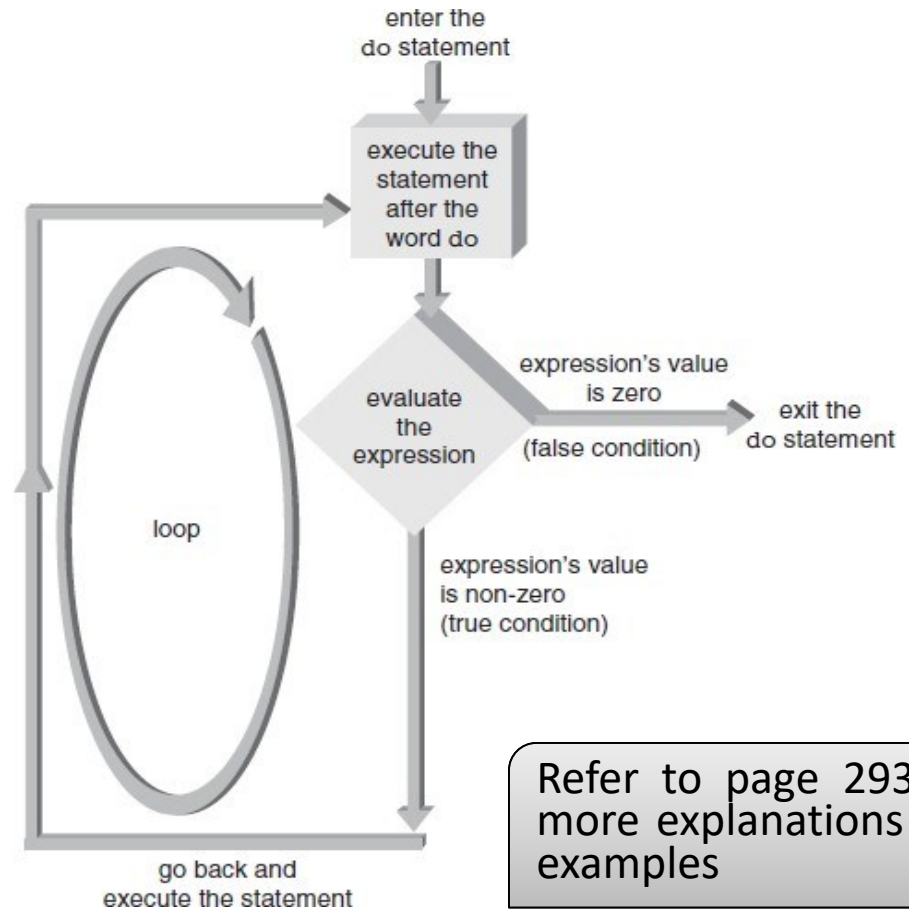 enter the
do statement
execute the
statement
after the
word do
evaluate
the
expression
expression's value
is zero
(false condition)
exit the
do statement
loop
expression's value
is non-zero
(true condition)
go back and
execute the statement
Refer to page 293
more explanations
examples